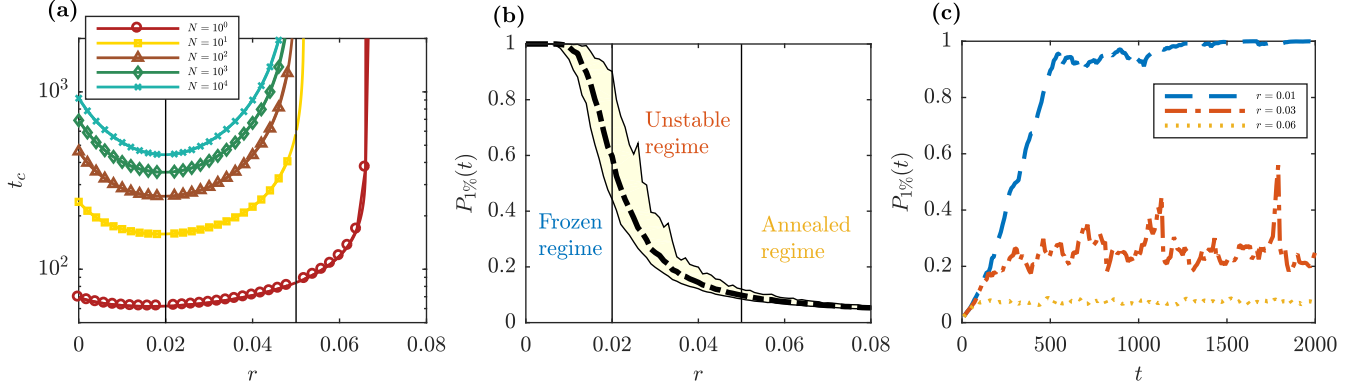 (a)
N = 10^0
N = 10^1
N = 10^2
N = 10^3
N = 10^4
10^3
10^2
t_c
0
0.02
0.04
0.06
0.08
r
(b)
1
0.8
0.6
0.4
0.2
0
P_{1%}(t)
Unstable
regime
Frozen
regime
Annealed
regime
0
0.02
0.04
0.06
0.08
r
(c)
1
0.8
0.6
0.4
0.2
0
P_{1%}(t)
r = 0.01
r = 0.03
r = 0.06
0
500
1000
1500
2000
t